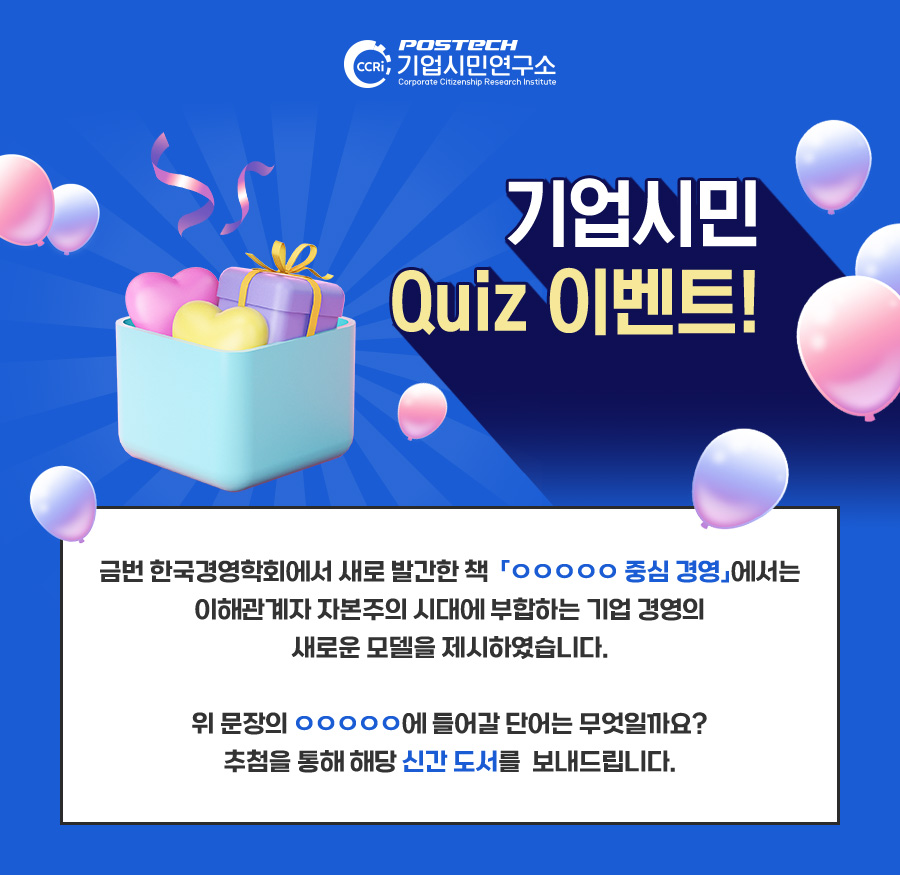 CCRi
POSTECH
기업시민연구소
Corporate Citizenship Research Institute
기업시민
Quiz 이벤트!
금번 한국경영학회에서 새로 발간한 책 「ㅇㅇㅇㅇㅇ 중심 경영」에서는
이해관계자 자본주의 시대에 부합하는 기업 경영의
새로운 모델을 제시하였습니다.
위 문장의 ㅇㅇㅇㅇㅇ에 들어갈 단어는 무엇일까요?
추첨을 통해 해당 신간 도서를 보내드립니다.